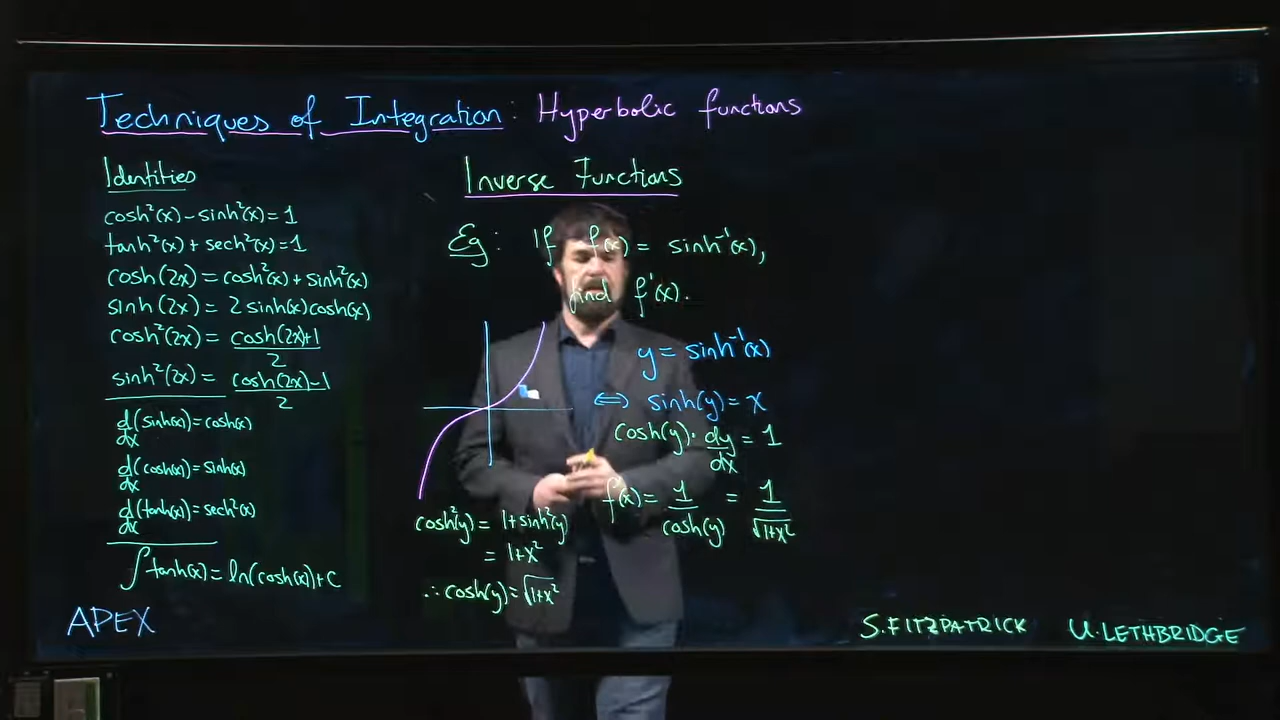 Techniques of Integration: Hyperbolic functions
Identities
cosh²(x) – sinh²(x) = 1
tanh²(x) + sech²(x) = 1
cosh(2x) = cosh²(x) + sinh²(x)
sinh(2x) = 2 sinh(x)cosh(x)
cosh²(2x) = cosh(2x)+1 / 2
sinh²(2x) = cosh(2x)-1 / 2
d/dx (sinh(x)) = cosh(x)
d/dx (cosh(x)) = sinh(x)
d/dx (tanh(x)) = sech²(x)
∫ tanh(x) = ln(cosh(x)) + C
APEX
Inverse Functions
Eg: If f(x) = sinh⁻¹(x),
find f'(x).
y = sinh⁻¹(x)
⇔ sinh(y) = x
cosh(y) · dy/dx = 1
f'(x) = 1/cosh(y) = 1/√1+x²
cosh²(y) = 1+sinh²(y)
= 1+x²
∴ cosh(y) = √1+x²
S. FITZPATRICK U. LETHBRIDGE